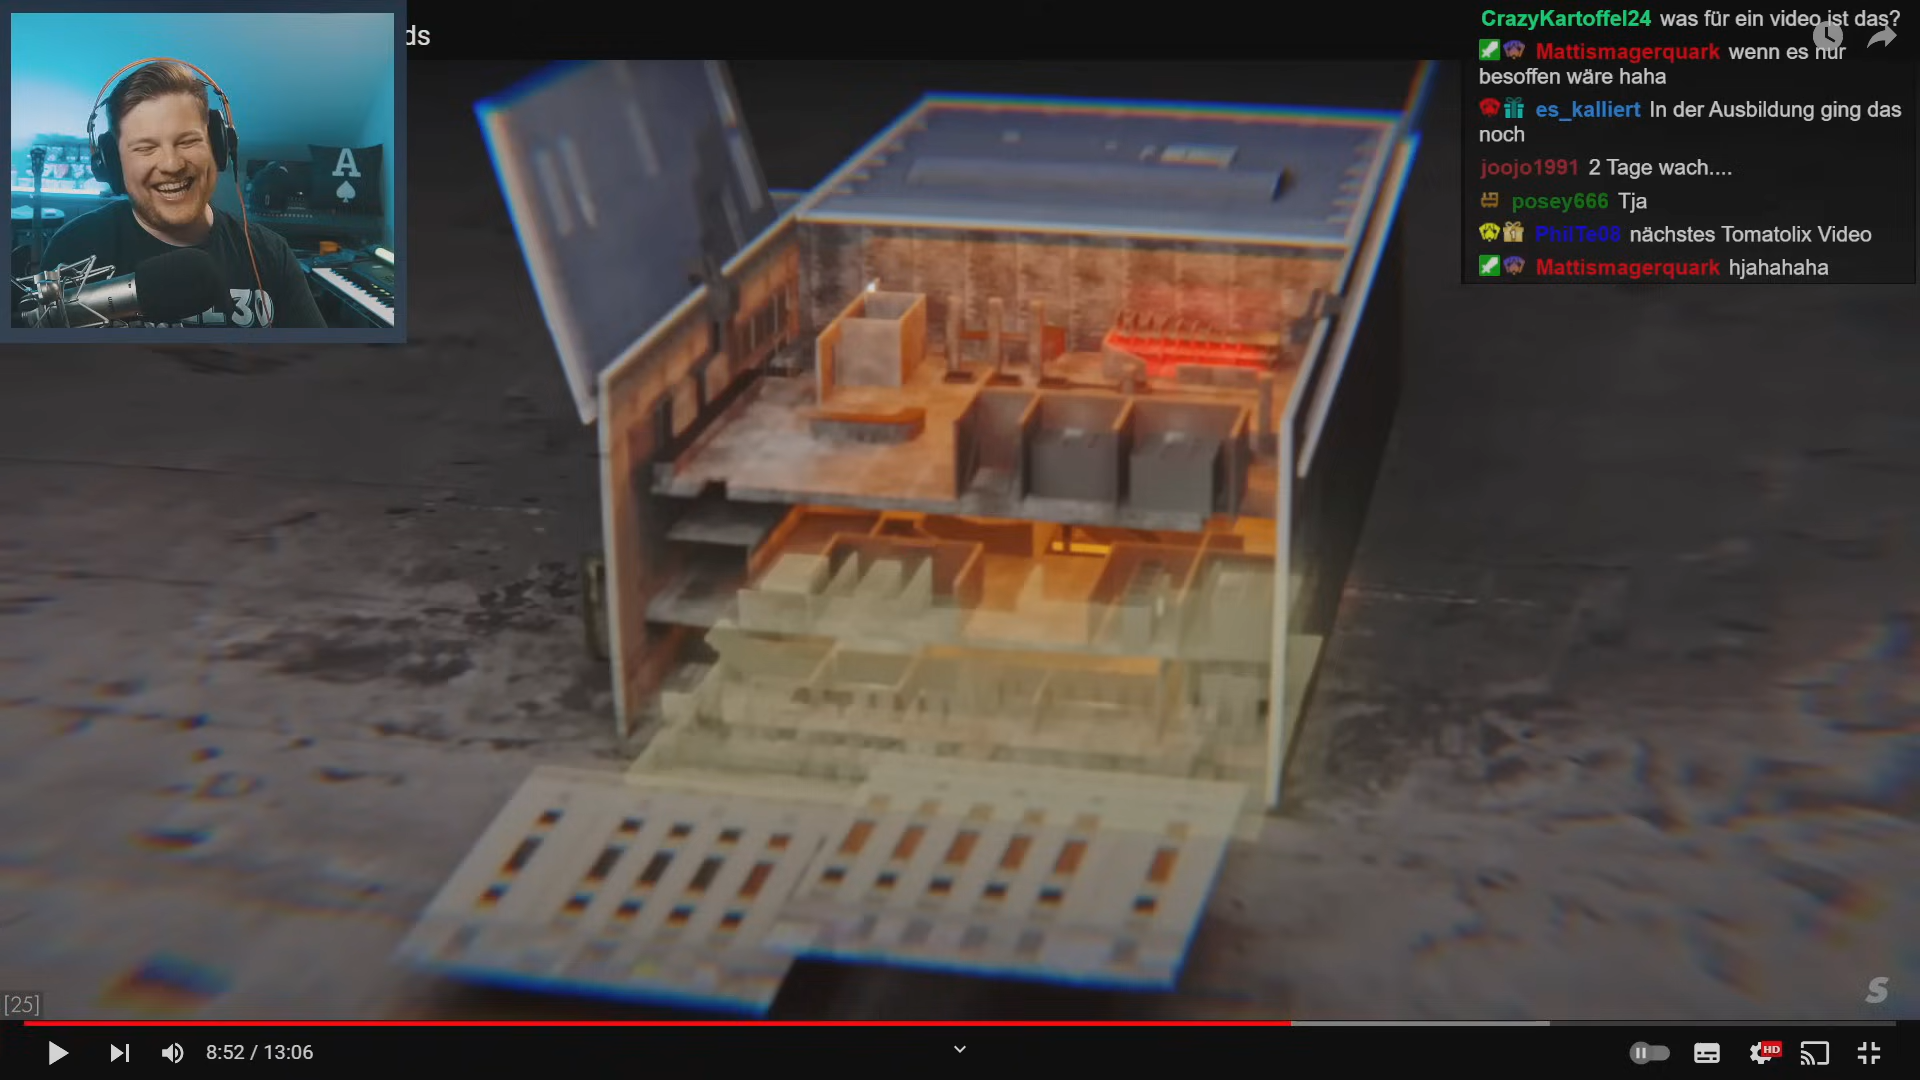 ds
CrazyKartoffel24 was für ein video ist das?
Mattismagerquark wenn es nur
besoffen wäre haha
es_kalliert In der Ausbildung ging das
noch
joojo1991 2 Tage wach....
posey666 Tja
PhilTe08 nächstes Tomatolix Video
Mattismagerquark hjahahaha
A
[25]
S
8:52 / 13:06
HD